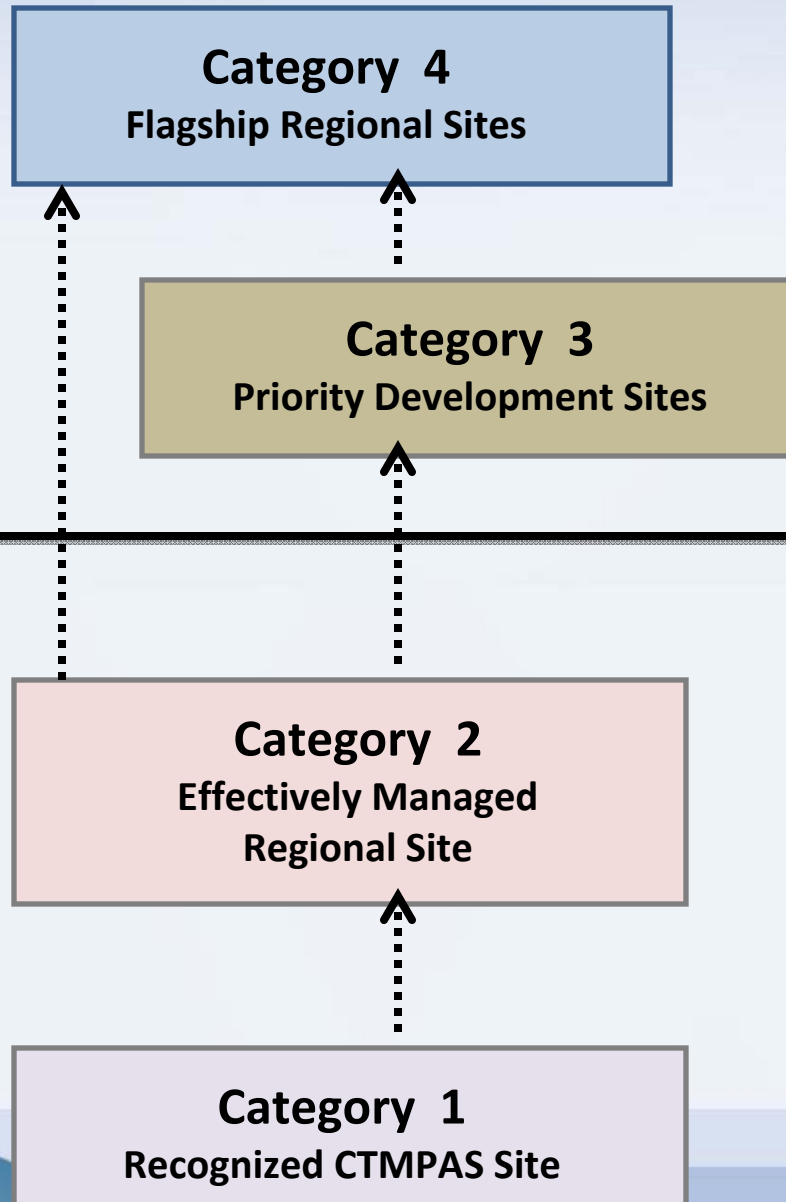 Category 4
Flagship Regional Sites
Category 3
Priority Development Sites
Category 2
Effectively Managed
Regional Site
Category 1
Recognized CTMPAS Site